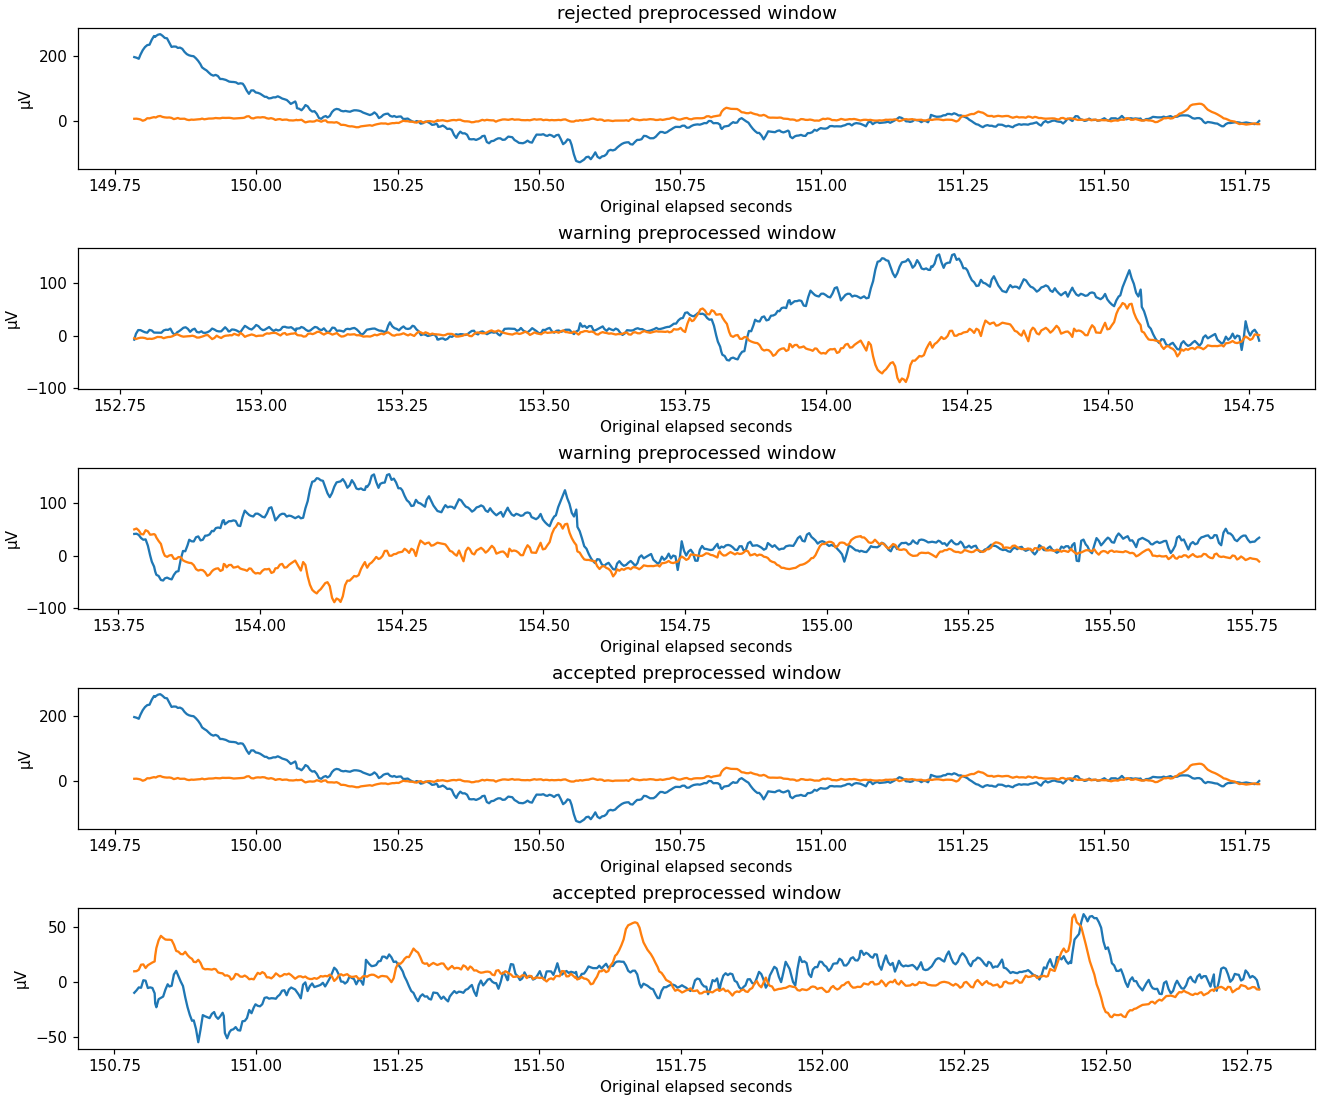 rejected preprocessed window
200
0
µV
149.75 150.00 150.25 150.50 150.75 151.00 151.25 151.50 151.75
Original elapsed seconds
warning preprocessed window
100
0
−100
µV
152.75 153.00 153.25 153.50 153.75 154.00 154.25 154.50 154.75
Original elapsed seconds
warning preprocessed window
100
0
−100
µV
153.75 154.00 154.25 154.50 154.75 155.00 155.25 155.50 155.75
Original elapsed seconds
accepted preprocessed window
200
0
µV
149.75 150.00 150.25 150.50 150.75 151.00 151.25 151.50 151.75
Original elapsed seconds
accepted preprocessed window
50
0
−50
µV
150.75 151.00 151.25 151.50 151.75 152.00 152.25 152.50 152.75
Original elapsed seconds